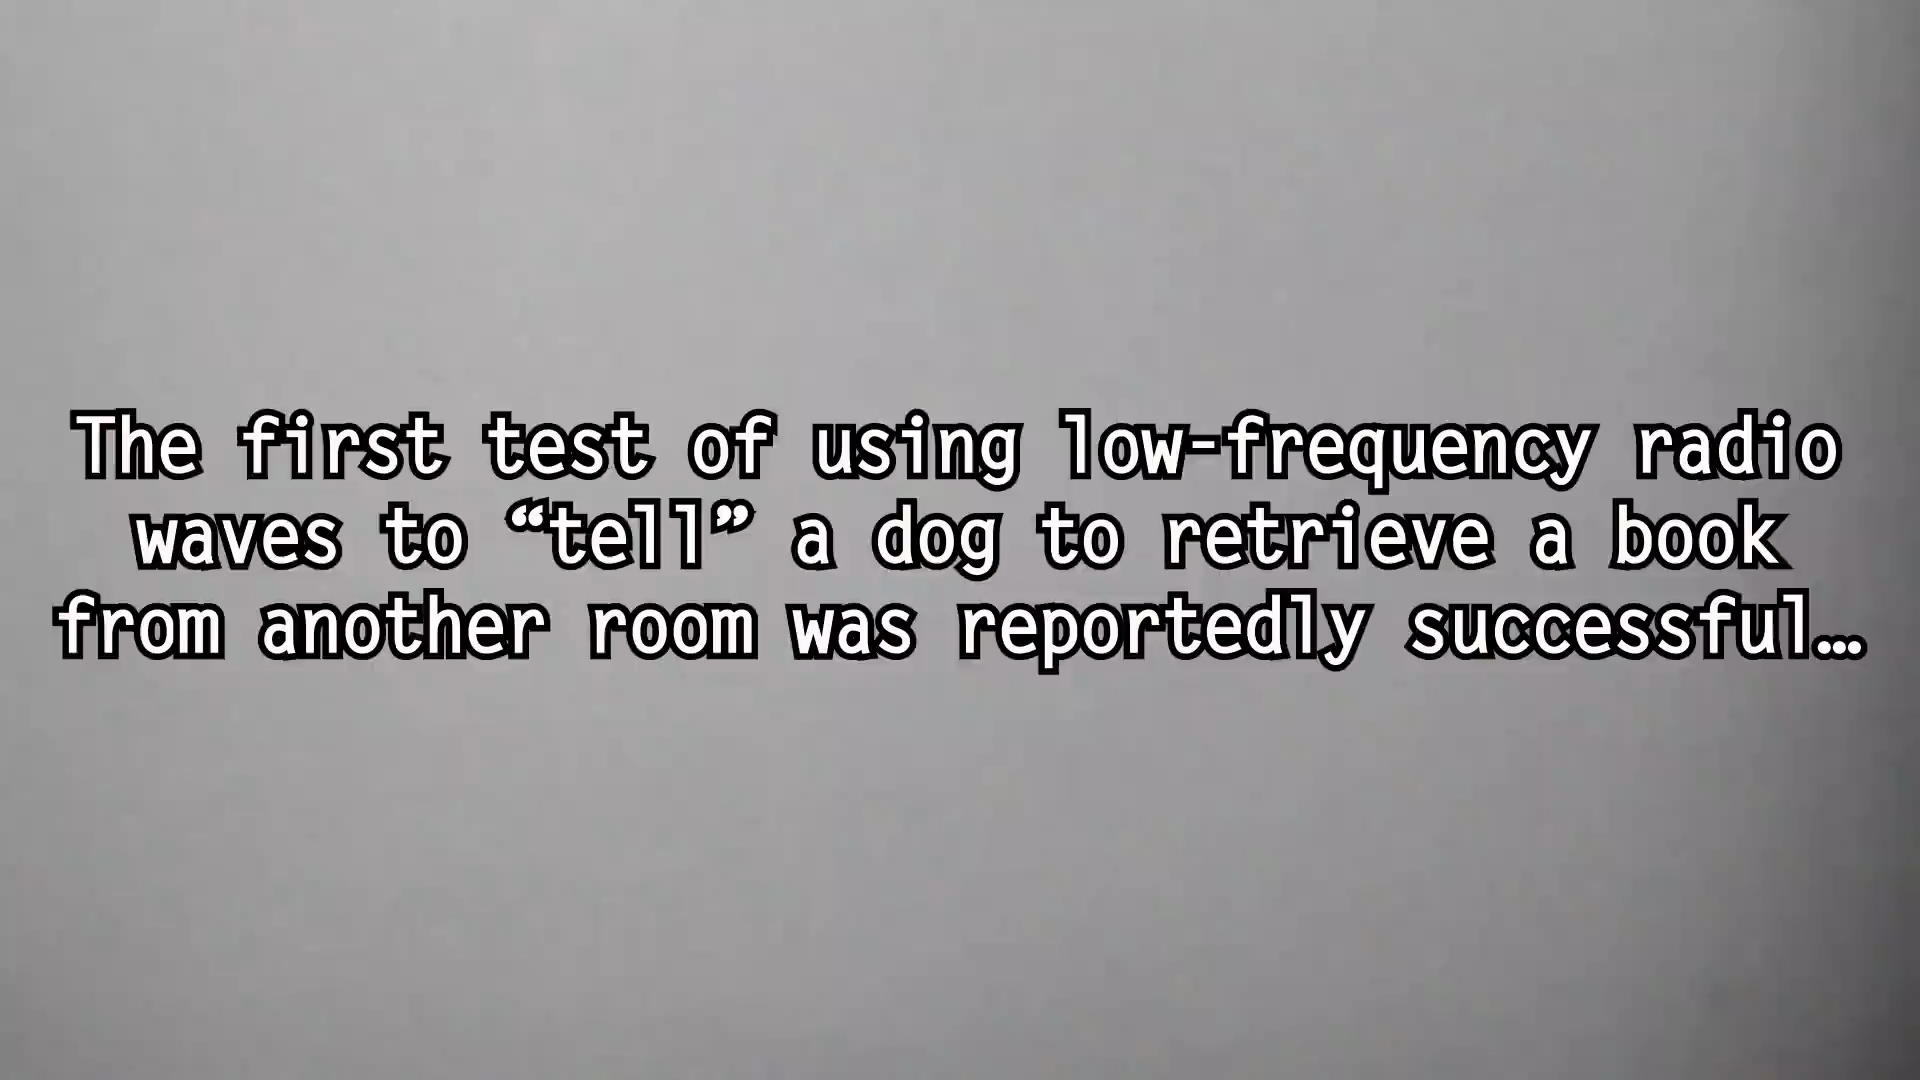 The first test of using low-frequency radio
waves to “tell” a dog to retrieve a book
from another room was reportedly successful…